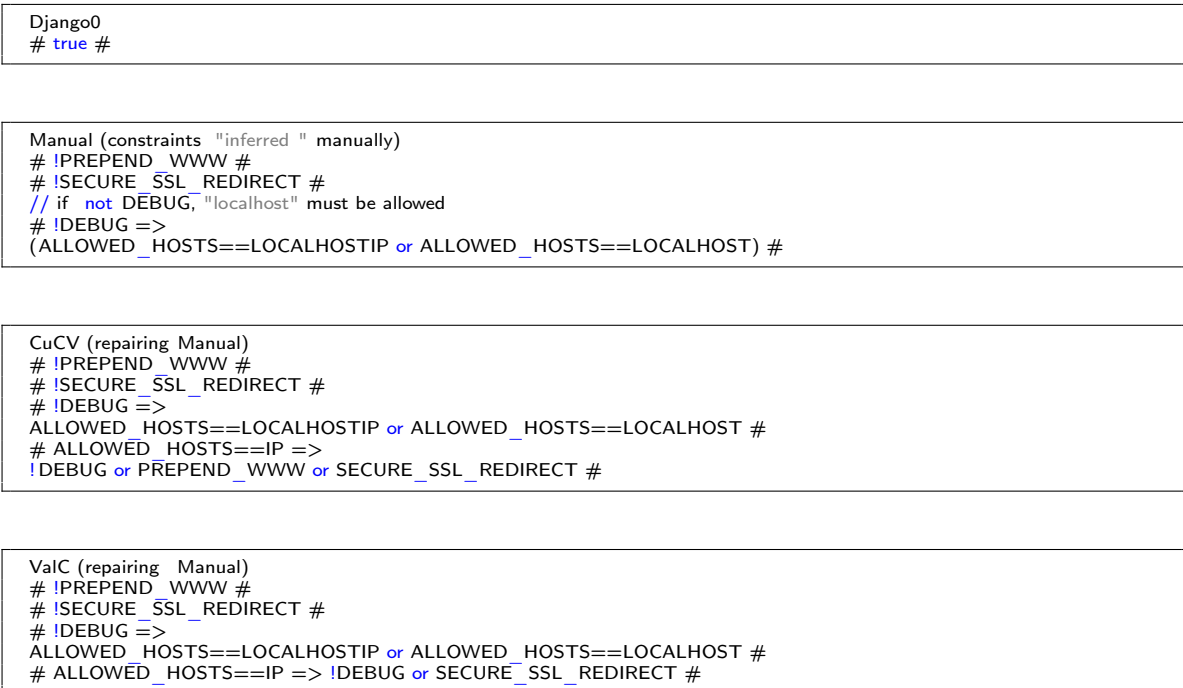 Django0
# true #
Manual (constraints "inferred " manually)
# !PREPEND_WWW #
# !SECURE_SSL_REDIRECT #
// if not DEBUG, "localhost" must be allowed
# !DEBUG =>
(ALLOWED_HOSTS==LOCALHOSTIP or ALLOWED_HOSTS==LOCALHOST) #
CuCV (repairing Manual)
# !PREPEND_WWW #
# !SECURE_SSL_REDIRECT #
# !DEBUG =>
ALLOWED_HOSTS==LOCALHOSTIP or ALLOWED_HOSTS==LOCALHOST #
# ALLOWED_HOSTS==IP =>
!DEBUG or PREPEND_WWW or SECURE_SSL_REDIRECT #
ValC (repairing Manual)
# !PREPEND_WWW #
# !SECURE_SSL_REDIRECT #
# !DEBUG =>
ALLOWED_HOSTS==LOCALHOSTIP or ALLOWED_HOSTS==LOCALHOST #
# ALLOWED_HOSTS==IP => !DEBUG or SECURE_SSL_REDIRECT #